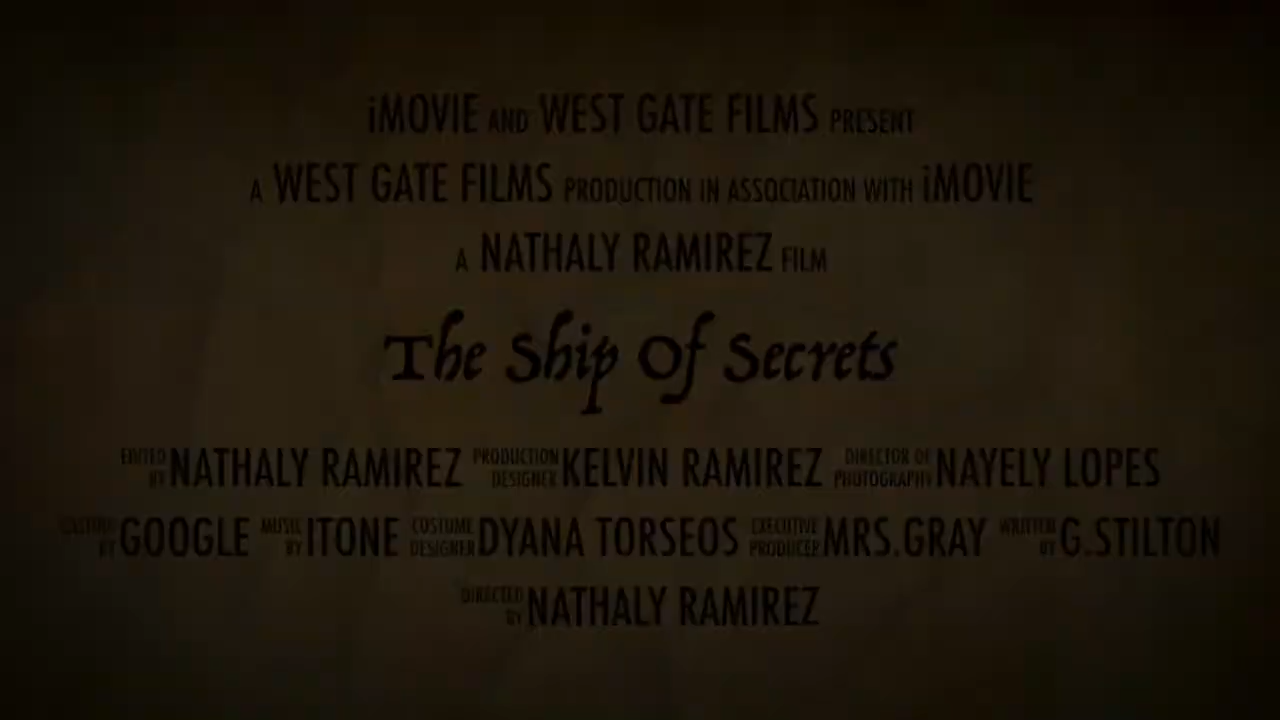 iMOVIE AND WEST GATE FILMS PRESENT
A WEST GATE FILMS PRODUCTION IN ASSOCIATION WITH iMOVIE
A NATHALY RAMIREZ FILM
The Ship Of Secrets
EDITED BY NATHALY RAMIREZ PRODUCTION DESIGNER KELVIN RAMIREZ DIRECTOR OF PHOTOGRAPHY NAYELY LOPES
CASTING BY GOOGLE MUSIC BY ITONE COSTUME DESIGNER DYANA TORSEOS EXECUTIVE PRODUCER MRS.GRAY WRITTEN BY G.STILTON
DIRECTED BY NATHALY RAMIREZ